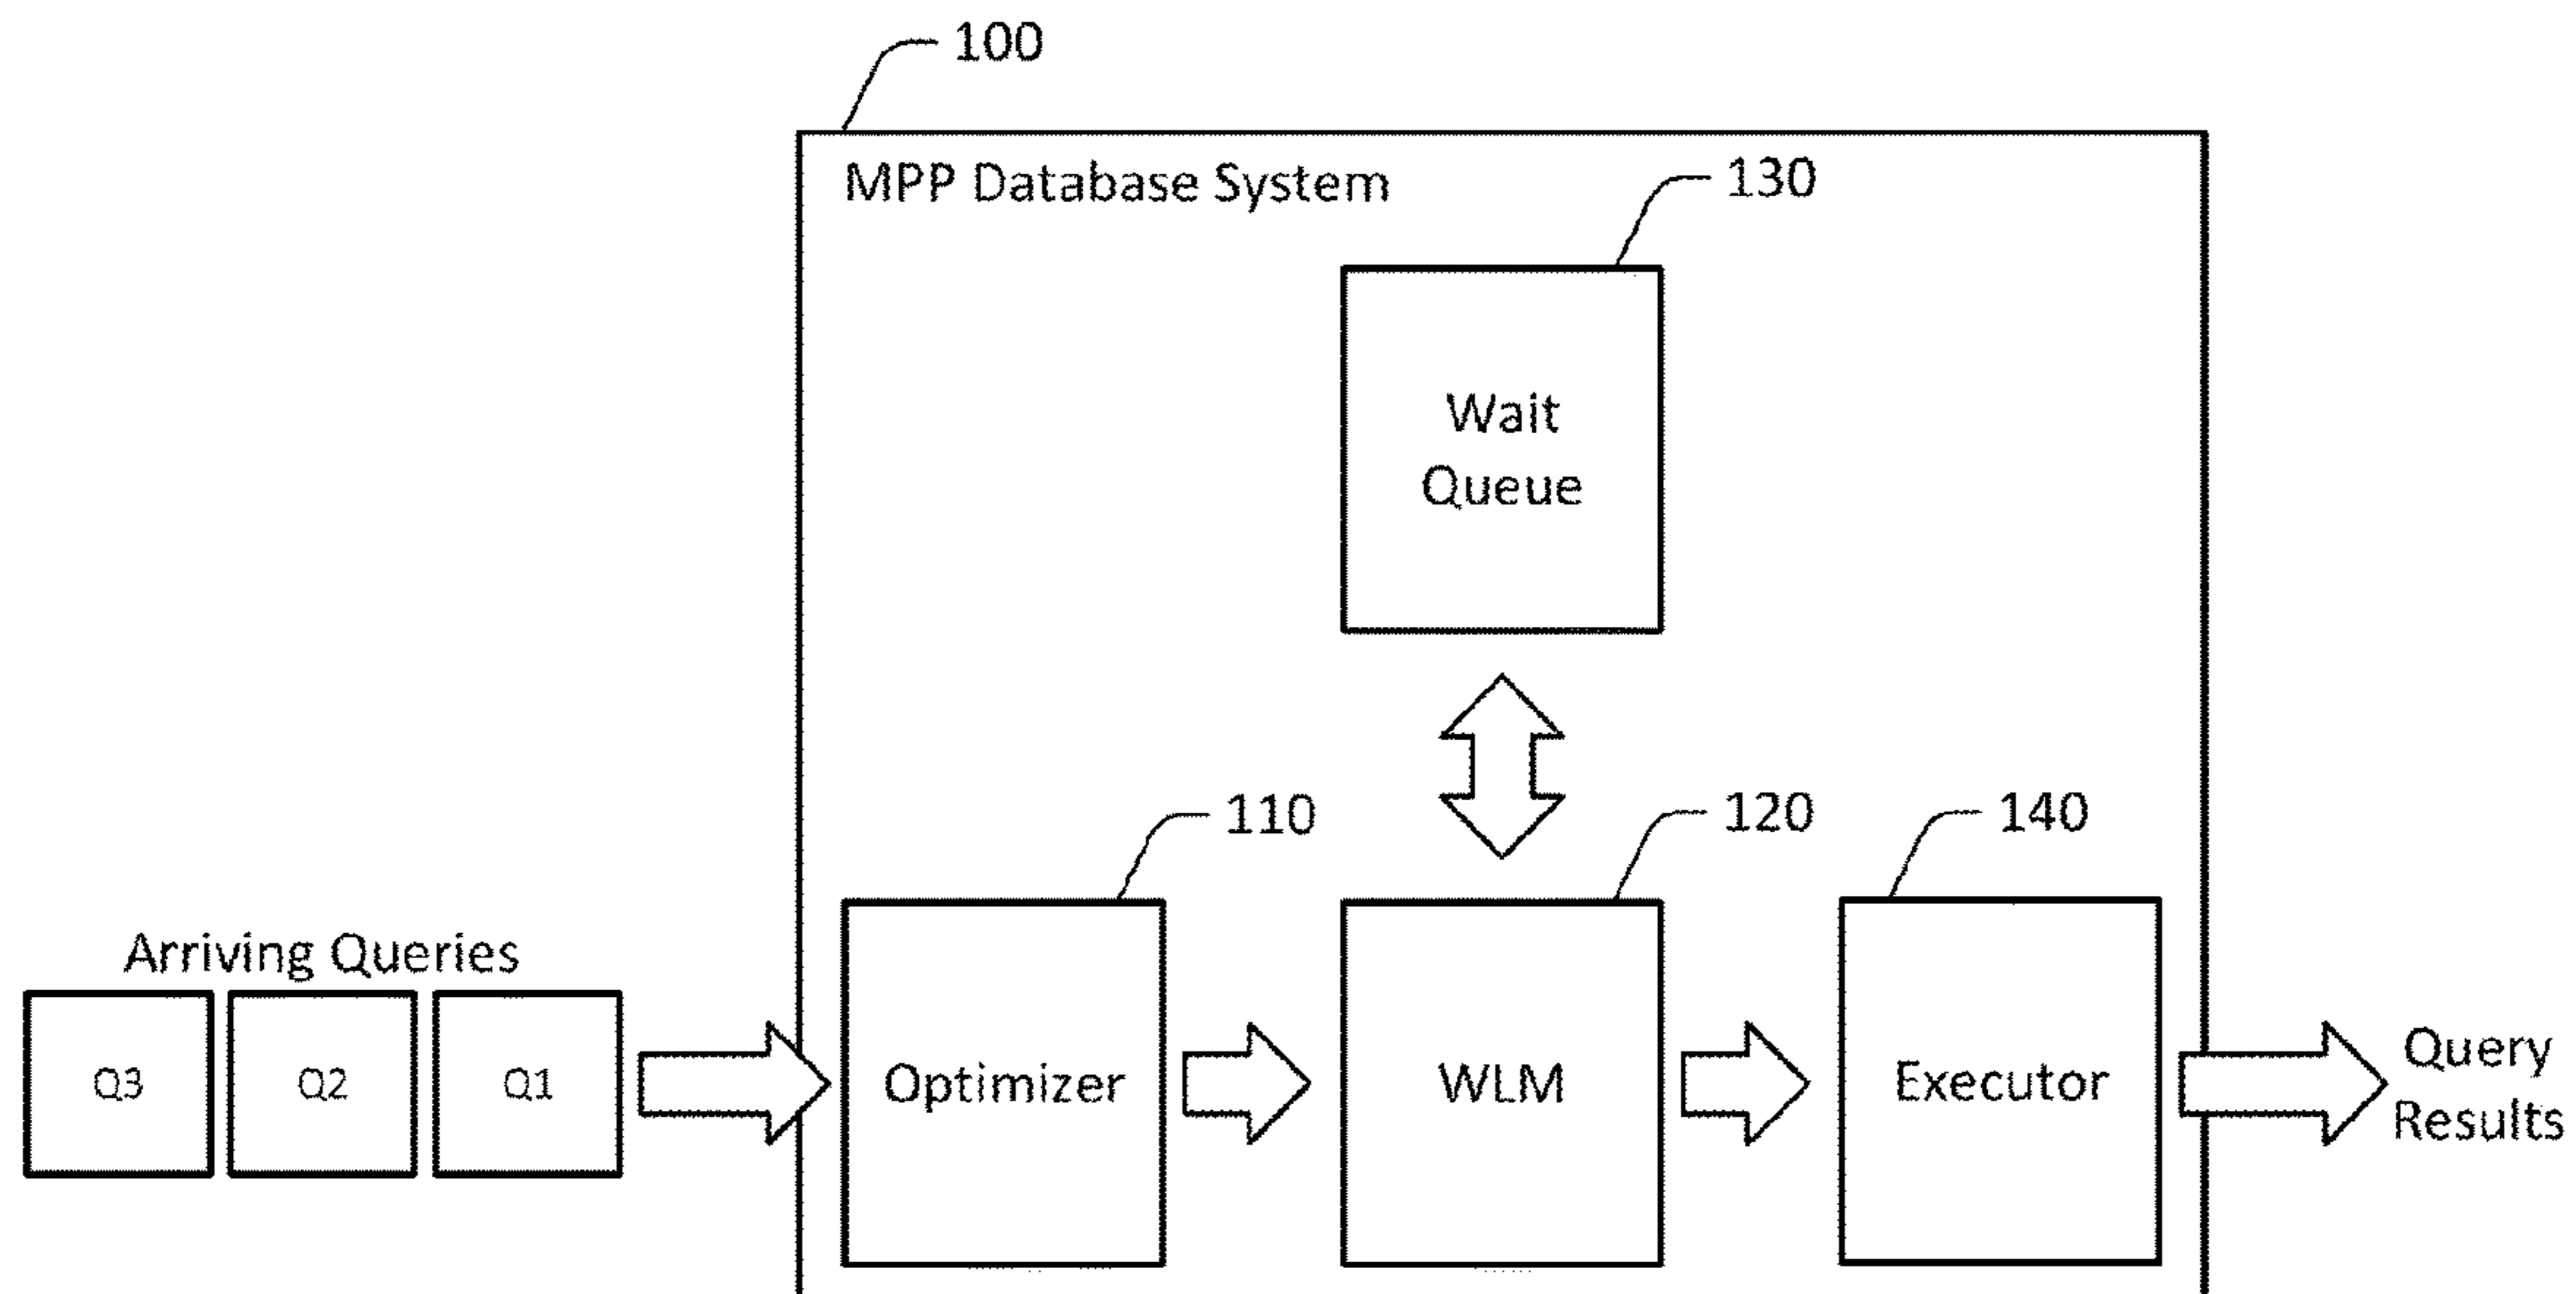 100
MPP Database System
130
Wait
Queue
110
120
140
Arriving Queries
Q3
Q2
Q1
Optimizer
WLM
Executor
Query
Results